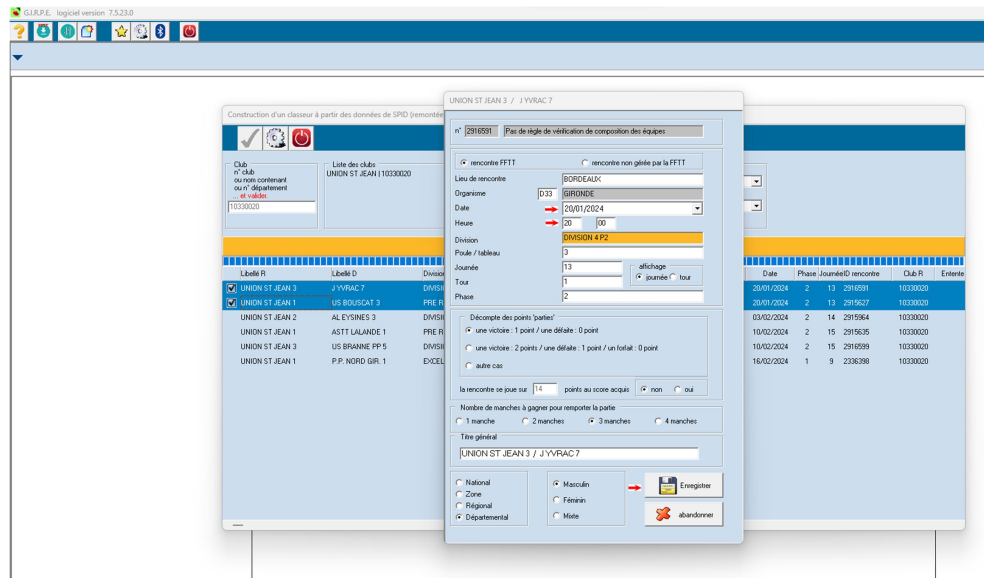 G.I.R.P.E. logiciel version 7.5.23.0
Construction d'un classeur à partir des données de SPID (remontée
Club
n° club
ou nom contenant
ou n° département
... et valider.
10330020
Liste des clubs
UNION ST JEAN | 10330020
Libellé R Libellé D Division Date Phase Journée ID rencontre Club R Entente
UNION ST JEAN 3 J YVRAC 7 DIVISI 20/01/2024 2 13 2916591 10330020
UNION ST JEAN 1 US BOUSCAT 3 PRE R 20/01/2024 2 13 2915627 10330020
UNION ST JEAN 2 AL EYSINES 3 DIVISI 03/02/2024 2 14 2915964 10330020
UNION ST JEAN 1 ASTT LALANDE 1 PRE R 10/02/2024 2 15 2915635 10330020
UNION ST JEAN 3 US BRANNE PP 5 DIVISI 10/02/2024 2 15 2916599 10330020
UNION ST JEAN 1 P.P. NORD GIR. 1 EXCEL 16/02/2024 1 9 2336398 10330020
UNION ST JEAN 3 / J YVRAC 7
n° 2916591 Pas de règle de vérification de composition des équipes
rencontre FFTT rencontre non gérée par la FFTT
Lieu de rencontre BORDEAUX
Organisme D33 GIRONDE
Date 20/01/2024
Heure 20 00
Division DIVISION 4 P2
Poule / tableau 3
Journée 13
affichage
journée tour
Tour 1
Phase 2
Décompte des points 'parties'
une victoire : 1 point / une défaite : 0 point
une victoire : 2 points / une défaite : 1 point / un forfait : 0 point
autre cas
la rencontre se joue sur 14 points au score acquis non oui
Nombre de manches à gagner pour remporter la partie
1 manche 2 manches 3 manches 4 manches
Titre général
UNION ST JEAN 3 / J YVRAC 7
National
Zone
Régional
Départemental
Masculin
Féminin
Mixte
Enregistrer
abandonner